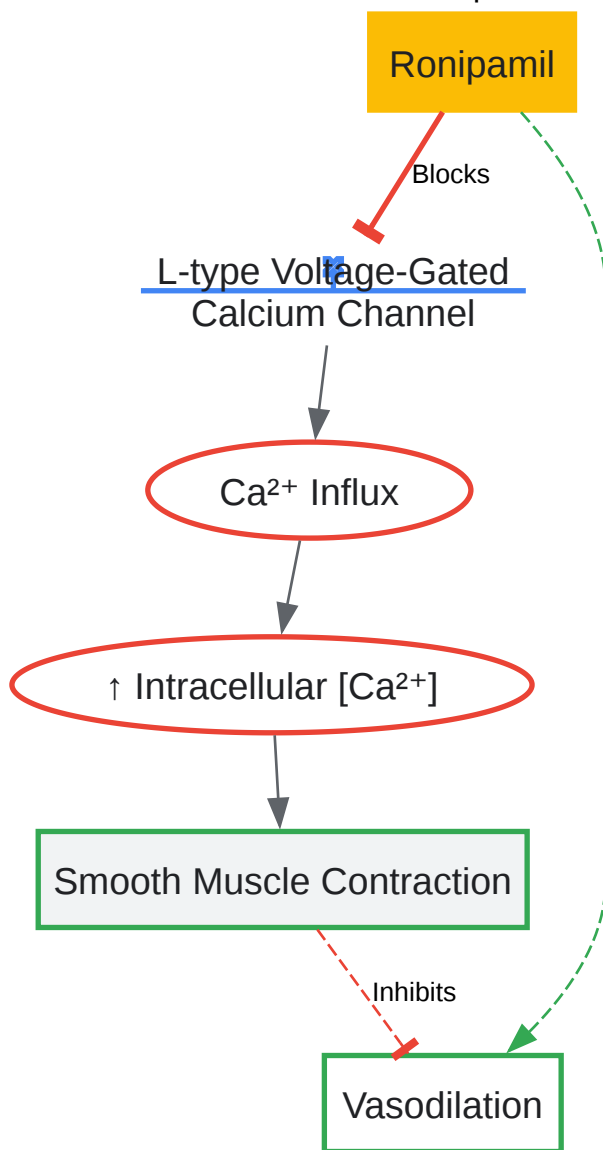 Ronipamil
Blocks
L-type Voltage-Gated
Calcium Channel
Ca²⁺ Influx
↑ Intracellular [Ca²⁺]
Smooth Muscle Contraction
Inhibits
Vasodilation